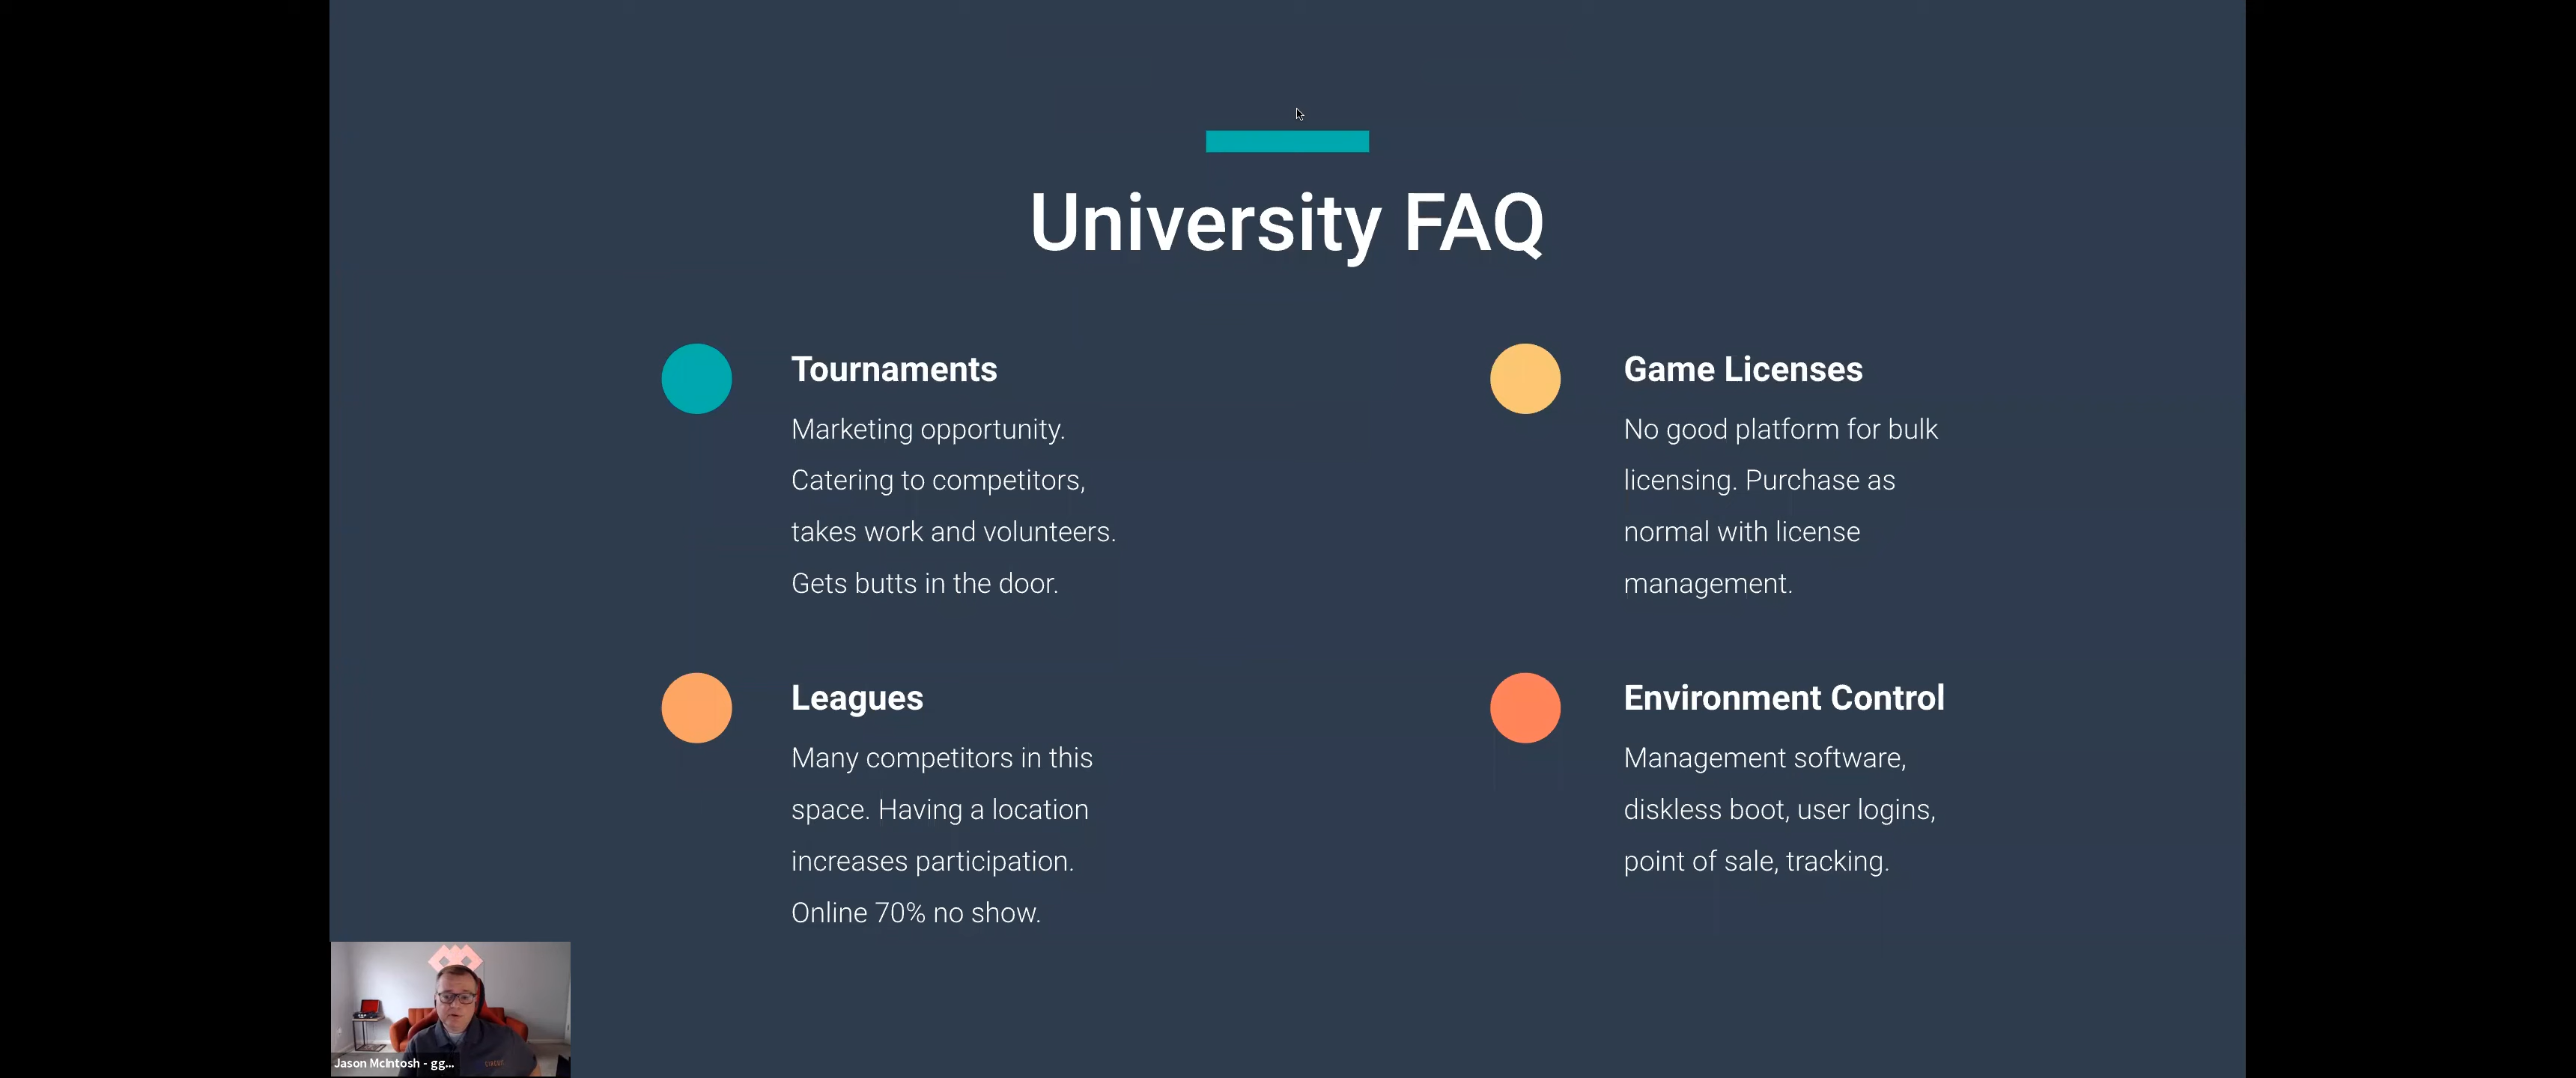 University FAQ
Tournaments
Marketing opportunity.
Catering to competitors,
takes work and volunteers.
Gets butts in the door.
Game Licenses
No good platform for bulk
licensing. Purchase as
normal with license
management.
Leagues
Many competitors in this
space. Having a location
increases participation.
Online 70% no show.
Environment Control
Management software,
diskless boot, user logins,
point of sale, tracking.
Jason McIntosh - gg...